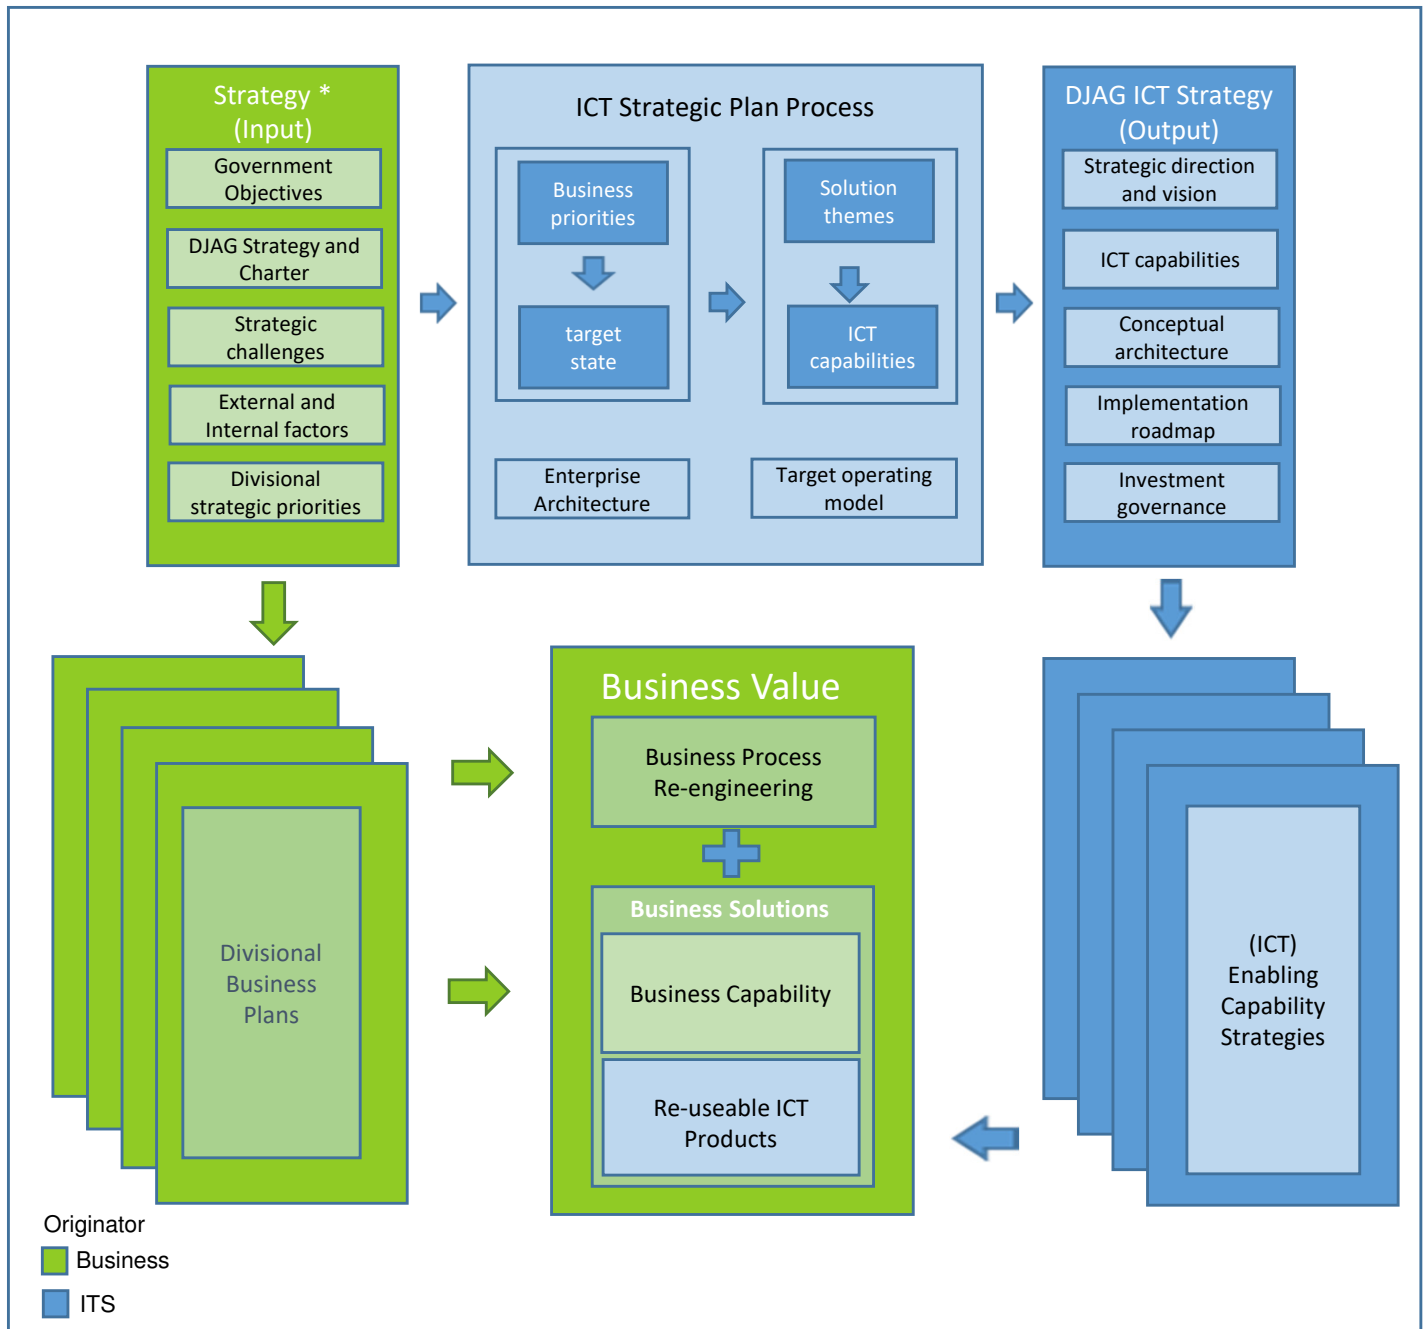 Strategy *
(Input)
Government
Objectives
DJAG Strategy and
Charter
Strategic
challenges
External and
Internal factors
Divisional
strategic priorities
ICT Strategic Plan Process
Business
priorities
target
state
Solution
themes
ICT
capabilities
Enterprise
Architecture
Target operating
model
DJAG ICT Strategy
(Output)
Strategic direction
and vision
ICT capabilities
Conceptual
architecture
Implementation
roadmap
Investment
governance
Divisional
Business
Plans
Business Value
Business Process
Re-engineering
Business Solutions
Business Capability
Re-useable ICT
Products
(ICT)
Enabling
Capability
Strategies
Originator
Business
ITS